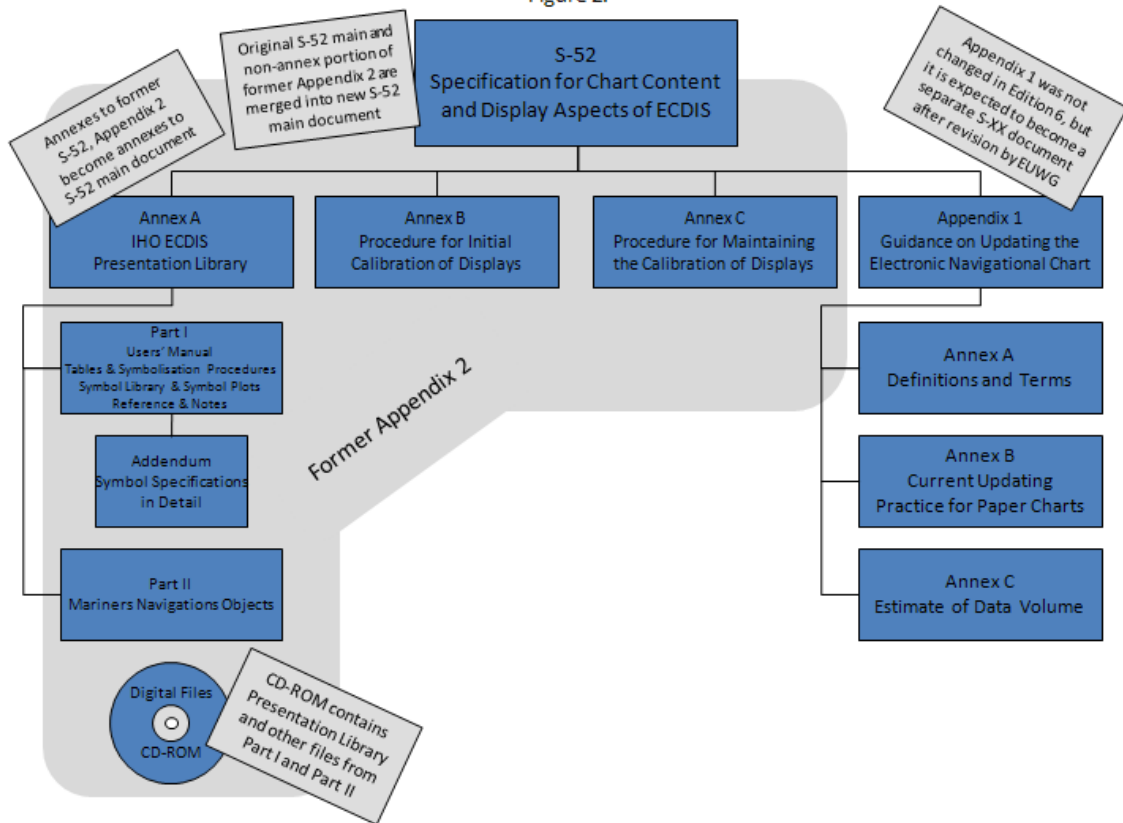 Figure 2.
S-52
Specification for Chart Content
and Display Aspects of ECDIS
Original S-52 main and
non-annex portion of
former Appendix 2 are
merged into new S-52
main document
Annexes to former
S-52, Appendix 2
become annexes to
S-52 main document
Appendix 1 was not
changed in Edition 6, but
it is expected to become a
separate S-XX document
after revision by EUWG
Annex A
IHO ECDIS
Presentation Library
Annex B
Procedure for Initial
Calibration of Displays
Annex C
Procedure for Maintaining
the Calibration of Displays
Appendix 1
Guidance on Updating the
Electronic Navigational Chart
Part I
Users' Manual
Tables & Symbolisation Procedures
Symbol Library & Symbol Plots
Reference & Notes
Addendum
Symbol Specifications
in Detail
Part II
Mariners Navigations Objects
Former Appendix 2
Annex A
Definitions and Terms
Annex B
Current Updating
Practice for Paper Charts
Annex C
Estimate of Data Volume
Digital Files
CD-ROM
CD-ROM contains
Presentation Library
and other files from
Part I and Part II